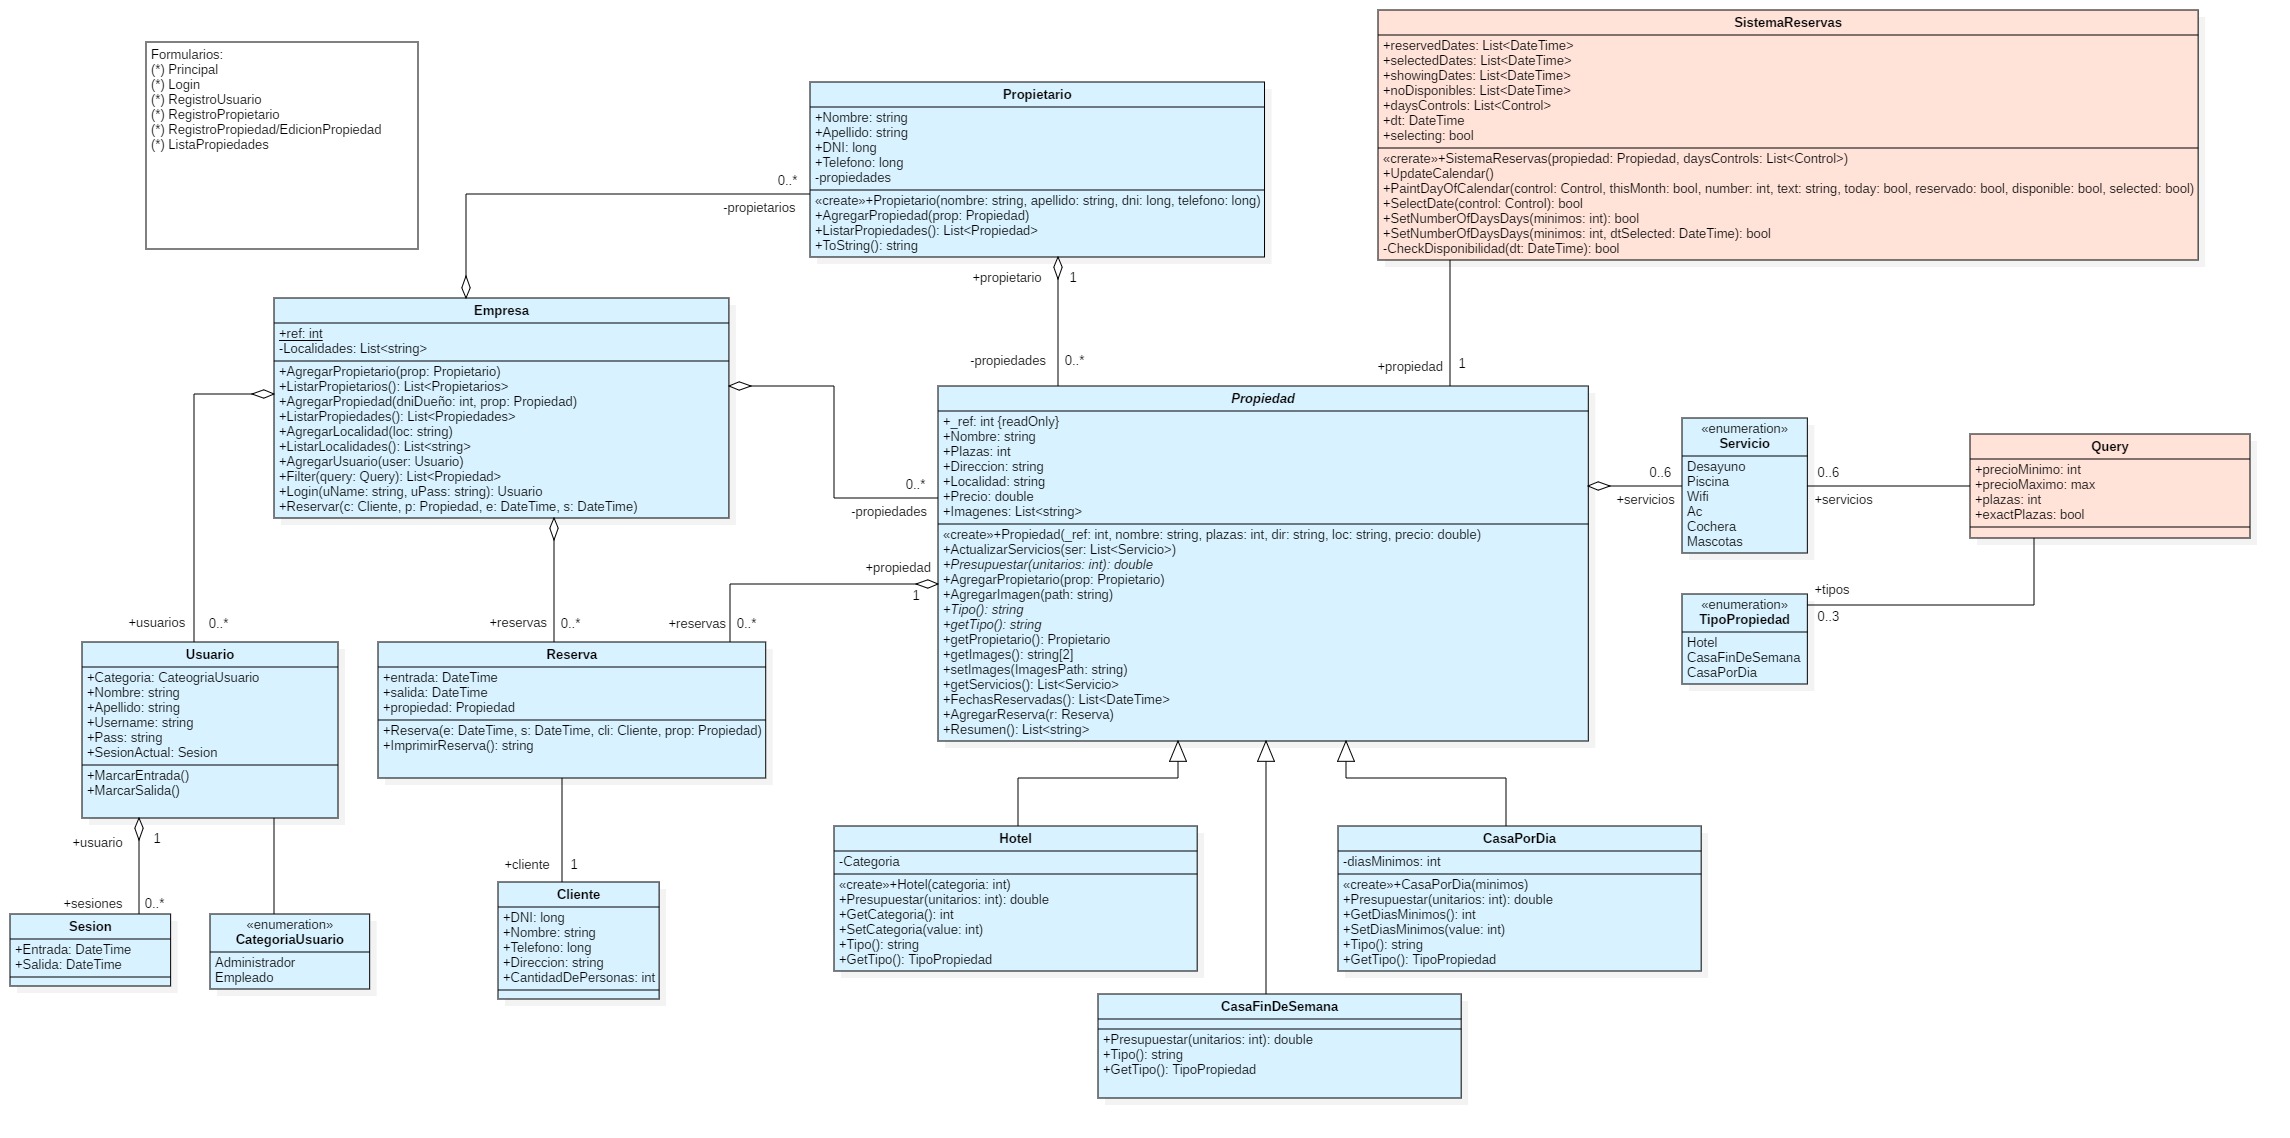 Formularios:
(*) Principal
(*) Login
(*) RegistroUsuario
(*) RegistroPropietario
(*) RegistroPropiedad/EdicionPropiedad
(*) ListaPropiedades
SistemaReservas
+reservedDates: List<DateTime>
+selectedDates: List<DateTime>
+showingDates: List<DateTime>
+noDisponibles: List<DateTime>
+daysControls: List<Control>
+dt: DateTime
+selecting: bool
«crerate»+SistemaReservas(propiedad: Propiedad, daysControls: List<Control>)
+UpdateCalendar()
+PaintDayOfCalendar(control: Control, thisMonth: bool, number: int, text: string, today: bool, reservado: bool, disponible: bool, selected: bool)
+SelectDate(control: Control): bool
+SetNumberOfDaysDays(minimos: int): bool
+SetNumberOfDaysDays(minimos: int, dtSelected: DateTime): bool
-CheckDisponibilidad(dt: DateTime): bool
Propietario
+Nombre: string
+Apellido: string
+DNI: long
+Telefono: long
-propiedades
«create»+Propietario(nombre: string, apellido: string, dni: long, telefono: long)
+AgregarPropiedad(prop: Propiedad)
+ListarPropiedades(): List<Propiedad>
+ToString(): string
0..*
-propietarios
+propietario
1
-propiedades
0..*
+propiedad
1
Empresa
+ref: int
-Localidades: List<string>
+AgregarPropietario(prop: Propietario)
+ListarPropietarios(): List<Propietarios>
+AgregarPropiedad(dniDueño: int, prop: Propiedad)
+ListarPropiedades(): List<Propiedades>
+AgregarLocalidad(loc: string)
+ListarLocalidades(): List<string>
+AgregarUsuario(user: Usuario)
+Filter(query: Query): List<Propiedad>
+Login(uName: string, uPass: string): Usuario
+Reservar(c: Cliente, p: Propiedad, e: DateTime, s: DateTime)
0..*
-propiedades
Propiedad
+_ref: int {readOnly}
+Nombre: string
+Plazas: int
+Direccion: string
+Localidad: string
+Precio: double
+Imagenes: List<string>
«create»+Propiedad(_ref: int, nombre: string, plazas: int, dir: string, loc: string, precio: double)
+ActualizarServicios(ser: List<Servicio>)
+Presupuestar(unitarios: int): double
+AgregarPropietario(prop: Propietario)
+AgregarImagen(path: string)
+Tipo(): string
+getTipo(): string
+getPropietario(): Propietario
+getImages(): string[2]
+setImages(ImagesPath: string)
+getServicios(): List<Servicio>
+FechasReservadas(): List<DateTime>
+AgregarReserva(r: Reserva)
+Resumen(): List<string>
0..6
+servicios
«enumeration»
Servicio
Desayuno
Piscina
Wifi
Ac
Cochera
Mascotas
0..6
+servicios
Query
+precioMinimo: int
+precioMaximo: max
+plazas: int
+exactPlazas: bool
+tipos
0..3
«enumeration»
TipoPropiedad
Hotel
CasaFinDeSemana
CasaPorDia
+propiedad
1
+usuarios
0..*
+reservas
0..*
+reservas
0..*
Usuario
+Categoria: CateogriaUsuario
+Nombre: string
+Apellido: string
+Username: string
+Pass: string
+SesionActual: Sesion
+MarcarEntrada()
+MarcarSalida()
Reserva
+entrada: DateTime
+salida: DateTime
+propiedad: Propiedad
+Reserva(e: DateTime, s: DateTime, cli: Cliente, prop: Propiedad)
+ImprimirReserva(): string
+usuario
1
+sesiones
0..*
+cliente
1
Sesion
+Entrada: DateTime
+Salida: DateTime
«enumeration»
CategoriaUsuario
Administrador
Empleado
Cliente
+DNI: long
+Nombre: string
+Telefono: long
+Direccion: string
+CantidadDePersonas: int
Hotel
-Categoria
«create»+Hotel(categoria: int)
+Presupuestar(unitarios: int): double
+GetCategoria(): int
+SetCategoria(value: int)
+Tipo(): string
+GetTipo(): TipoPropiedad
CasaPorDia
-diasMinimos: int
«create»+CasaPorDia(minimos)
+Presupuestar(unitarios: int): double
+GetDiasMinimos(): int
+SetDiasMinimos(value: int)
+Tipo(): string
+GetTipo(): TipoPropiedad
CasaFinDeSemana
+Presupuestar(unitarios: int): double
+Tipo(): string
+GetTipo(): TipoPropiedad